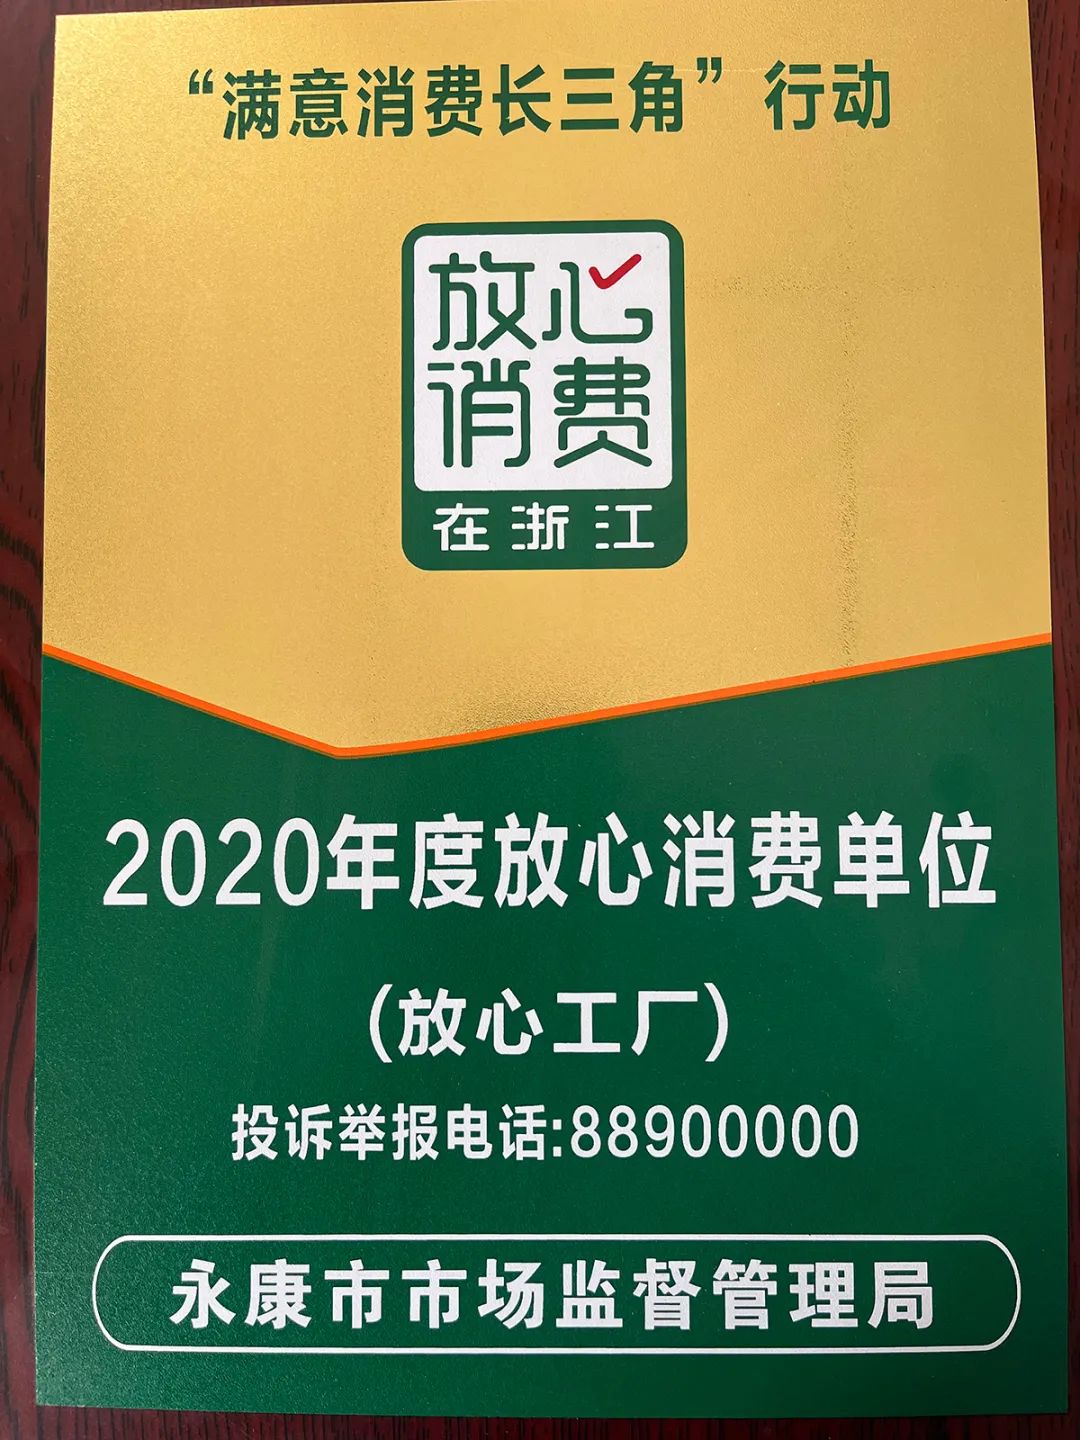 “满意消费长三角”行动
放心
消费
在浙江
2020年度放心消费单位
(放心工厂)
投诉举报电话:88900000
永康市市场监督管理局